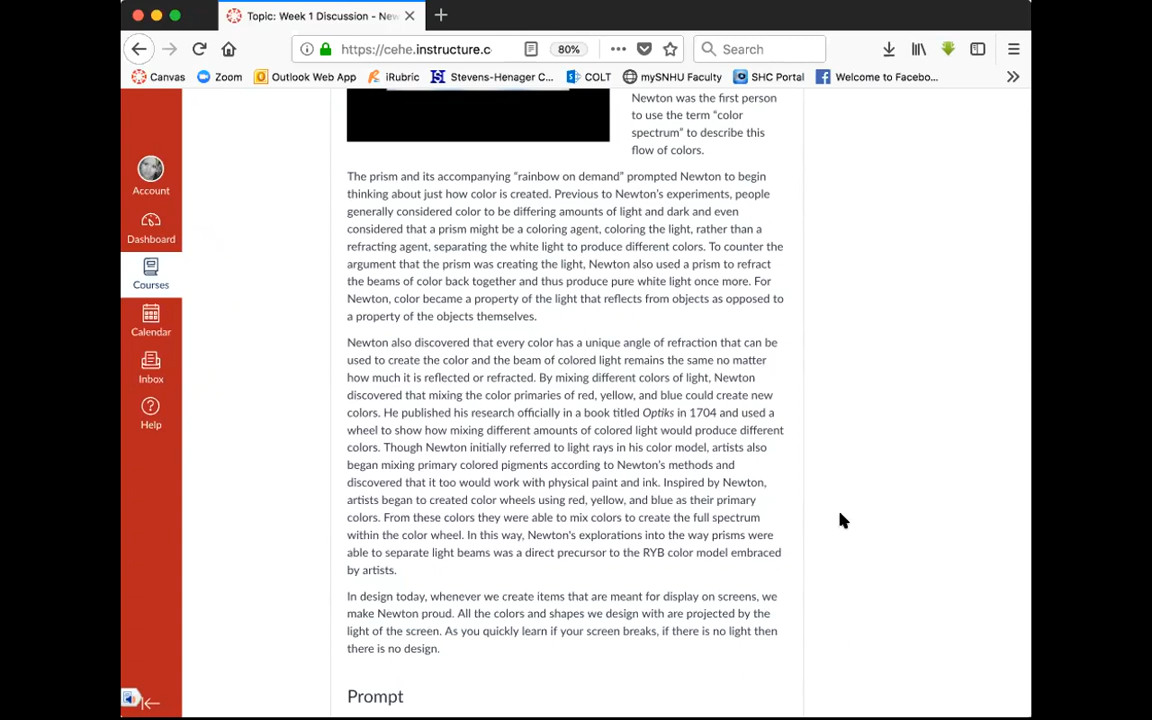 Topic: Week 1 Discussion - New
https://cehe.instructure.c
80%
Search
Canvas
Zoom
Outlook Web App
iRubric
Stevens-Henager C...
COLT
mySNHU Faculty
SHC Portal
Welcome to Facebo...
Account
Dashboard
Courses
Calendar
Inbox
Help
Newton was the first person
to use the term “color
spectrum” to describe this
flow of colors.
The prism and its accompanying “rainbow on demand” prompted Newton to begin
thinking about just how color is created. Previous to Newton’s experiments, people
generally considered color to be differing amounts of light and dark and even
considered that a prism might be a coloring agent, coloring the light, rather than a
refracting agent, separating the white light to produce different colors. To counter the
argument that the prism was creating the light, Newton also used a prism to refract
the beams of color back together and thus produce pure white light once more. For
Newton, color became a property of the light that reflects from objects as opposed to
a property of the objects themselves.
Newton also discovered that every color has a unique angle of refraction that can be
used to create the color and the beam of colored light remains the same no matter
how much it is reflected or refracted. By mixing different colors of light, Newton
discovered that mixing the color primaries of red, yellow, and blue could create new
colors. He published his research officially in a book titled Optiks in 1704 and used a
wheel to show how mixing different amounts of colored light would produce different
colors. Though Newton initially referred to light rays in his color model, artists also
began mixing primary colored pigments according to Newton’s methods and
discovered that it too would work with physical paint and ink. Inspired by Newton,
artists began to created color wheels using red, yellow, and blue as their primary
colors. From these colors they were able to mix colors to create the full spectrum
within the color wheel. In this way, Newton’s explorations into the way prisms were
able to separate light beams was a direct precursor to the RYB color model embraced
by artists.
In design today, whenever we create items that are meant for display on screens, we
make Newton proud. All the colors and shapes we design with are projected by the
light of the screen. As you quickly learn if your screen breaks, if there is no light then
there is no design.
Prompt